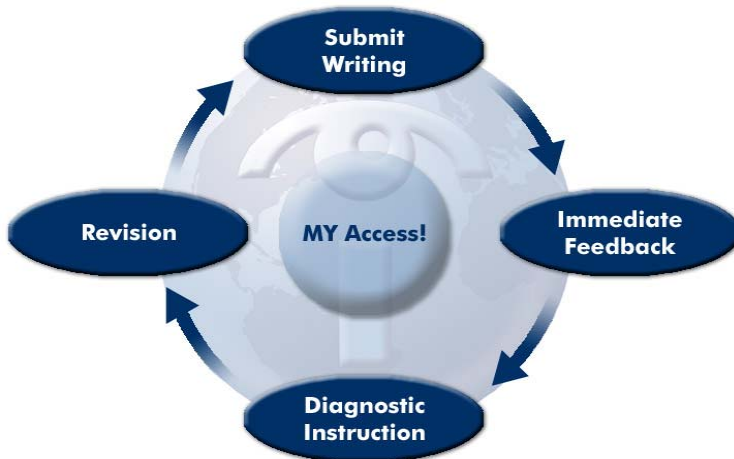 Submit
Writing
Revision
MY Access!
Immediate
Feedback
Diagnostic
Instruction